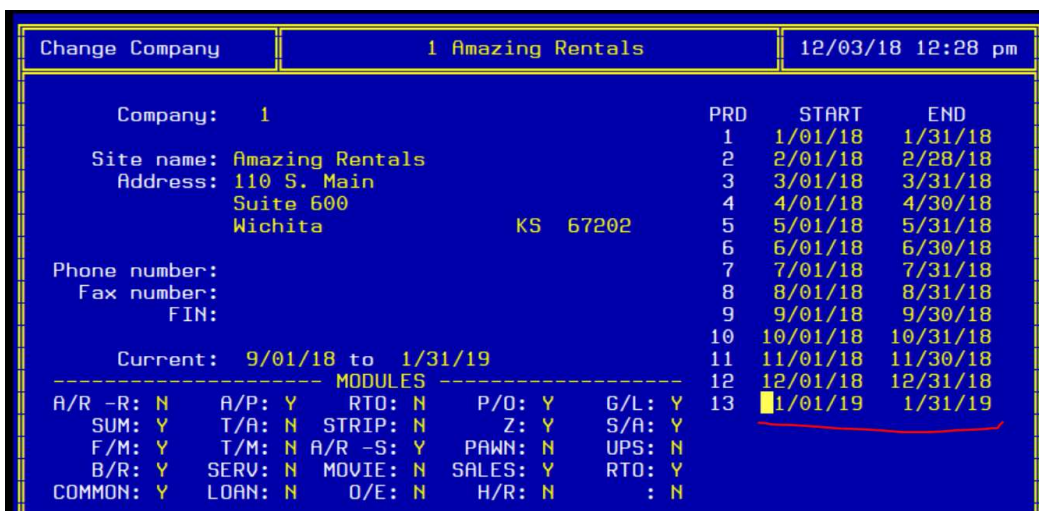 Change Company 1 Amazing Rentals 12/03/18 12:28 pm
Company: 1 PRD START END
1 1/01/18 1/31/18
Site name: Amazing Rentals 2 2/01/18 2/28/18
Address: 110 S. Main 3 3/01/18 3/31/18
Suite 600 4 4/01/18 4/30/18
Wichita KS 67202 5 5/01/18 5/31/18
6 6/01/18 6/30/18
Phone number: 7 7/01/18 7/31/18
Fax number: 8 8/01/18 8/31/18
FIN: 9 9/01/18 9/30/18
10 10/01/18 10/31/18
Current: 9/01/18 to 1/31/19 11 11/01/18 11/30/18
--------------------- MODULES ------------------- 12 12/01/18 12/31/18
A/R -R: N A/P: Y RTO: N P/O: Y G/L: Y 13 1/01/19 1/31/19
SUM: Y T/A: N STRIP: N Z: Y S/A: Y
F/M: Y T/M: N A/R -S: Y PAWN: N UPS: N
B/R: Y SERV: N MOVIE: N SALES: Y RTO: Y
COMMON: Y LOAN: N O/E: N H/R: N : N